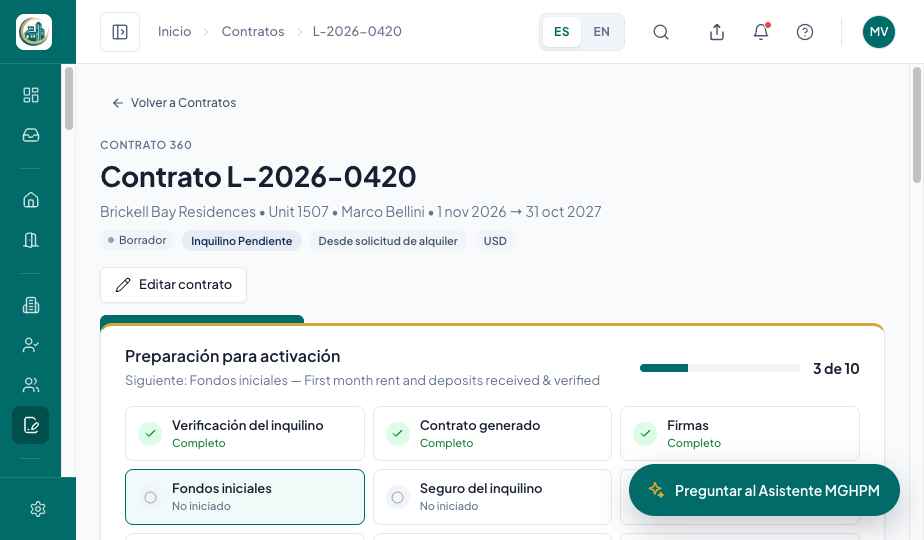 Inicio > Contratos > L-2026-0420
ES EN
MV
Volver a Contratos
CONTRATO 360
Contrato L-2026-0420
Brickell Bay Residences • Unit 1507 • Marco Bellini • 1 nov 2026 → 31 oct 2027
Borrador Inquilino Pendiente Desde solicitud de alquiler USD
Editar contrato
Preparación para activación
Siguiente: Fondos iniciales — First month rent and deposits received & verified
3 de 10
Verificación del inquilino
Completo
Contrato generado
Completo
Firmas
Completo
Fondos iniciales
No iniciado
Seguro del inquilino
No iniciado
Preguntar al Asistente MGHPM